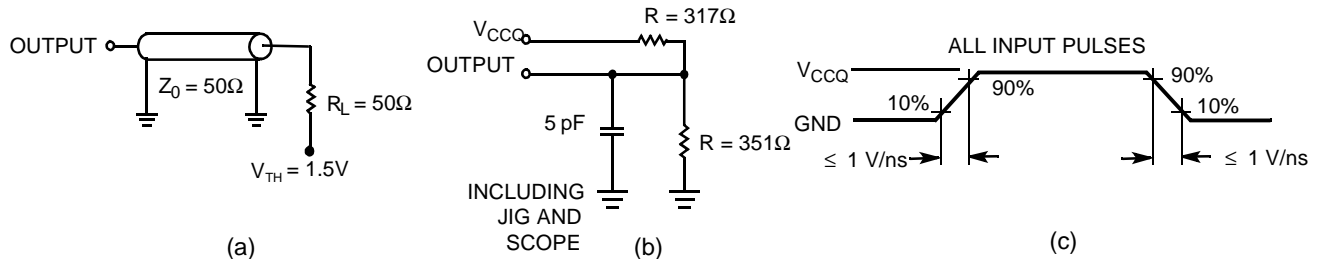 OUTPUT
Z0 = 50Ω
RL = 50Ω
VTH = 1.5V
(a)
VCCQ
R = 317Ω
OUTPUT
5 pF
R = 351Ω
INCLUDING
JIG AND
SCOPE
(b)
ALL INPUT PULSES
VCCQ
GND
10%
90%
90%
10%
≤ 1 V/ns
≤ 1 V/ns
(c)